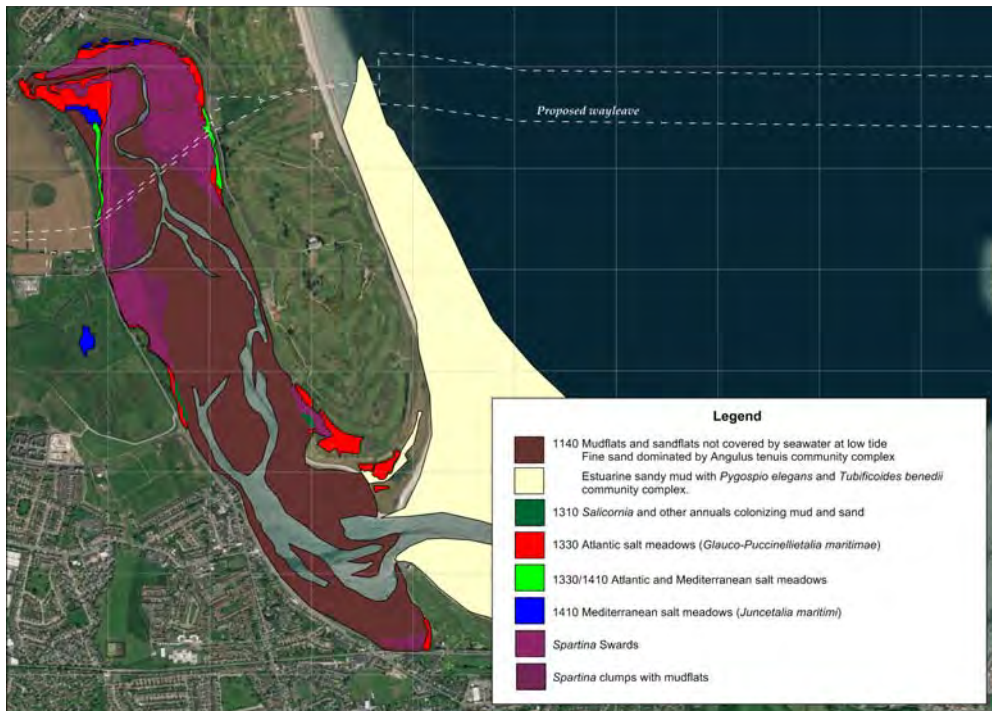 Proposed wayleave
Legend
1140 Mudflats and sandflats not covered by seawater at low tide
Fine sand dominated by Angulus tenuis community complex
Estuarine sandy mud with Pygospio elegans and Tubificoides benedii
community complex.
1310 Salicornia and other annuals colonizing mud and sand
1330 Atlantic salt meadows (Glauco-Puccinellietalia maritimae)
1330/1410 Atlantic and Mediterranean salt meadows
1410 Mediterranean salt meadows (Juncetalia maritimi)
Spartina Swards
Spartina clumps with mudflats